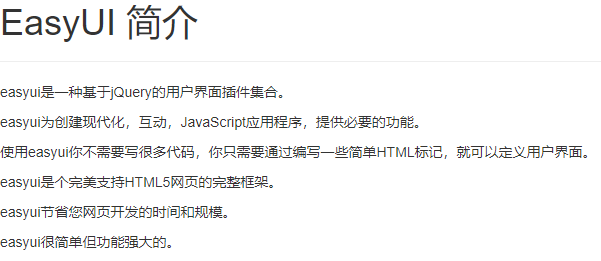 EasyUI 简介
easyui是一种基于jQuery的用户界面插件集合。
easyui为创建现代化，互动，JavaScript应用程序，提供必要的功能。
使用easyui你不需要写很多代码，你只需要通过编写一些简单HTML标记，就可以定义用户界面。
easyui是个完美支持HTML5网页的完整框架。
easyui节省您网页开发的时间和规模。
easyui很简单但功能强大的。